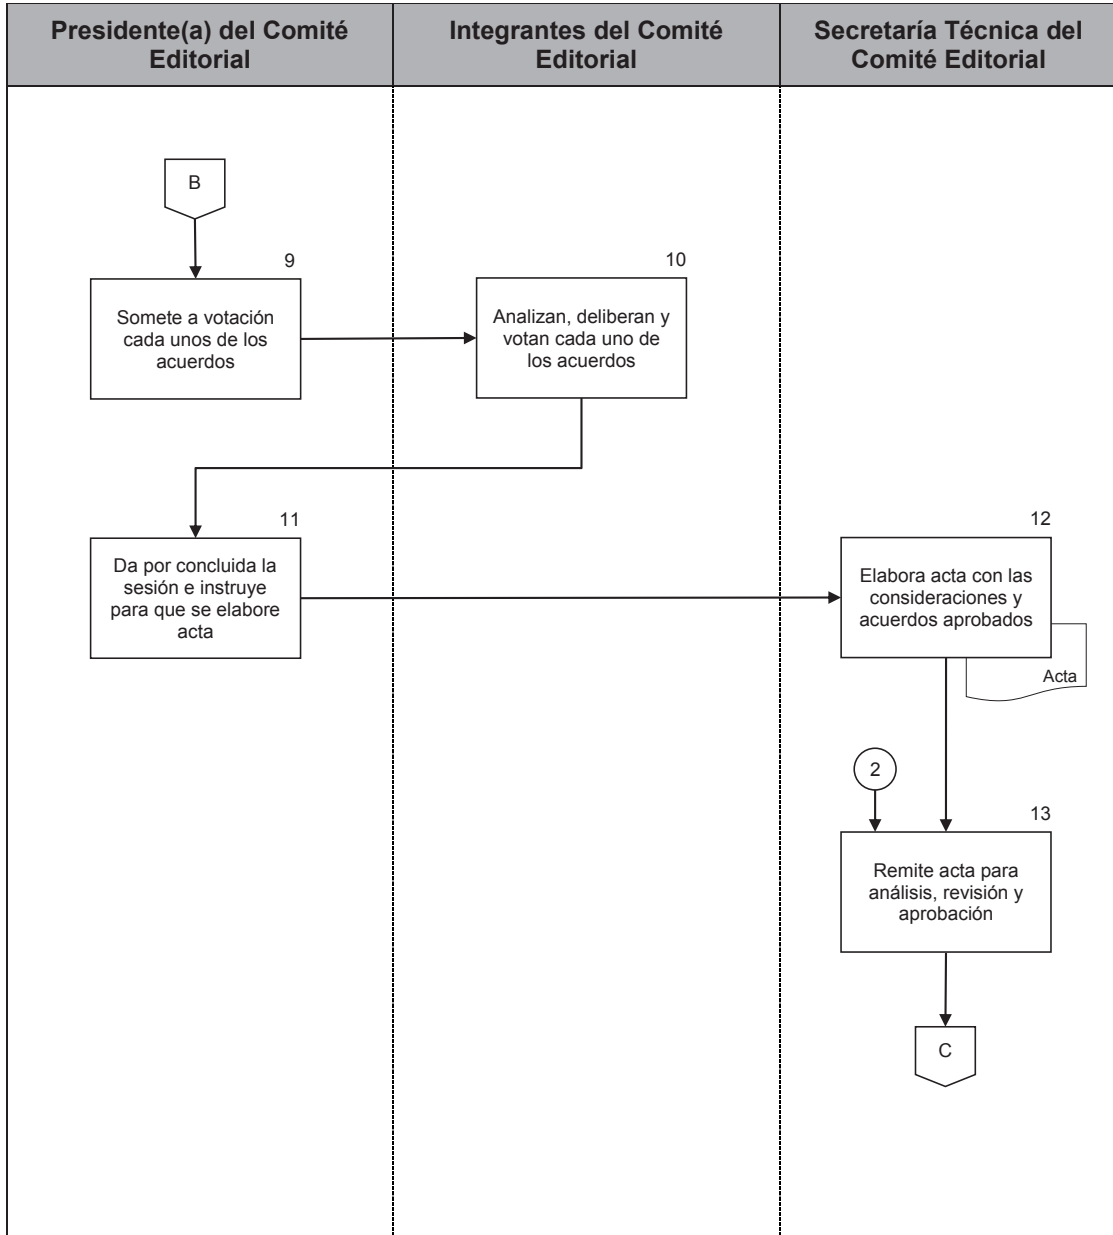 Presidente(a) del Comité
Editorial
Integrantes del Comité
Editorial
Secretaría Técnica del
Comité Editorial
B
9
Somete a votación
cada unos de los
acuerdos
10
Analizan, deliberan y
votan cada uno de
los acuerdos
11
Da por concluida la
sesión e instruye
para que se elabore
acta
12
Elabora acta con las
consideraciones y
acuerdos aprobados
Acta
2
13
Remite acta para
análisis, revisión y
aprobación
C